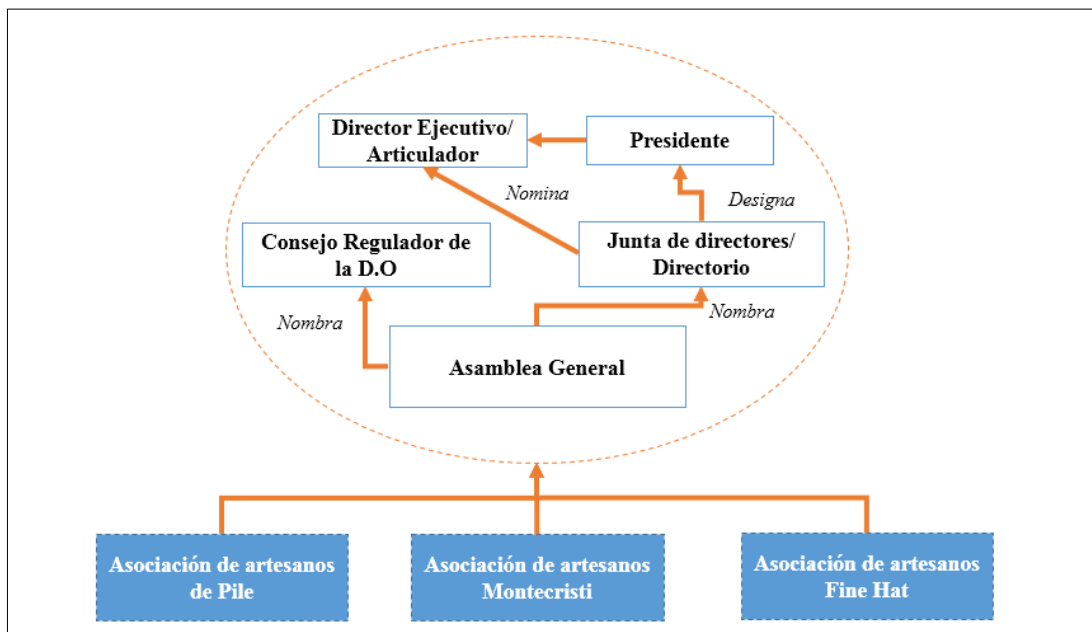 Director Ejecutivo/
Articulador
Presidente
Nomina
Designa
Consejo Regulador de
la D.O
Junta de directores/
Directorio
Nombra
Nombra
Asamblea General
Asociación de artesanos
de Pile
Asociación de artesanos
Montecristi
Asociación de artesanos
Fine Hat